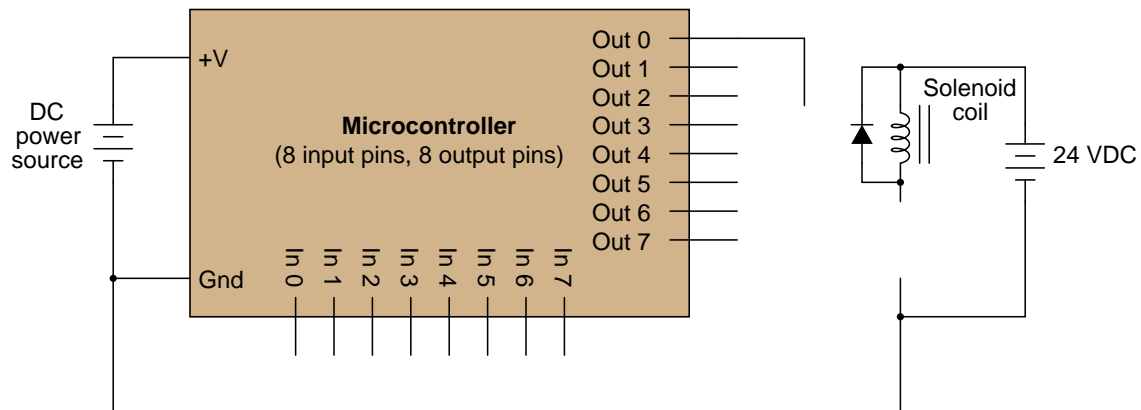 DC
power
source
+V
Gnd
Microcontroller
(8 input pins, 8 output pins)
Out 0
Out 1
Out 2
Out 3
Out 4
Out 5
Out 6
Out 7
In 0
In 1
In 2
In 3
In 4
In 5
In 6
In 7
Solenoid
coil
24 VDC